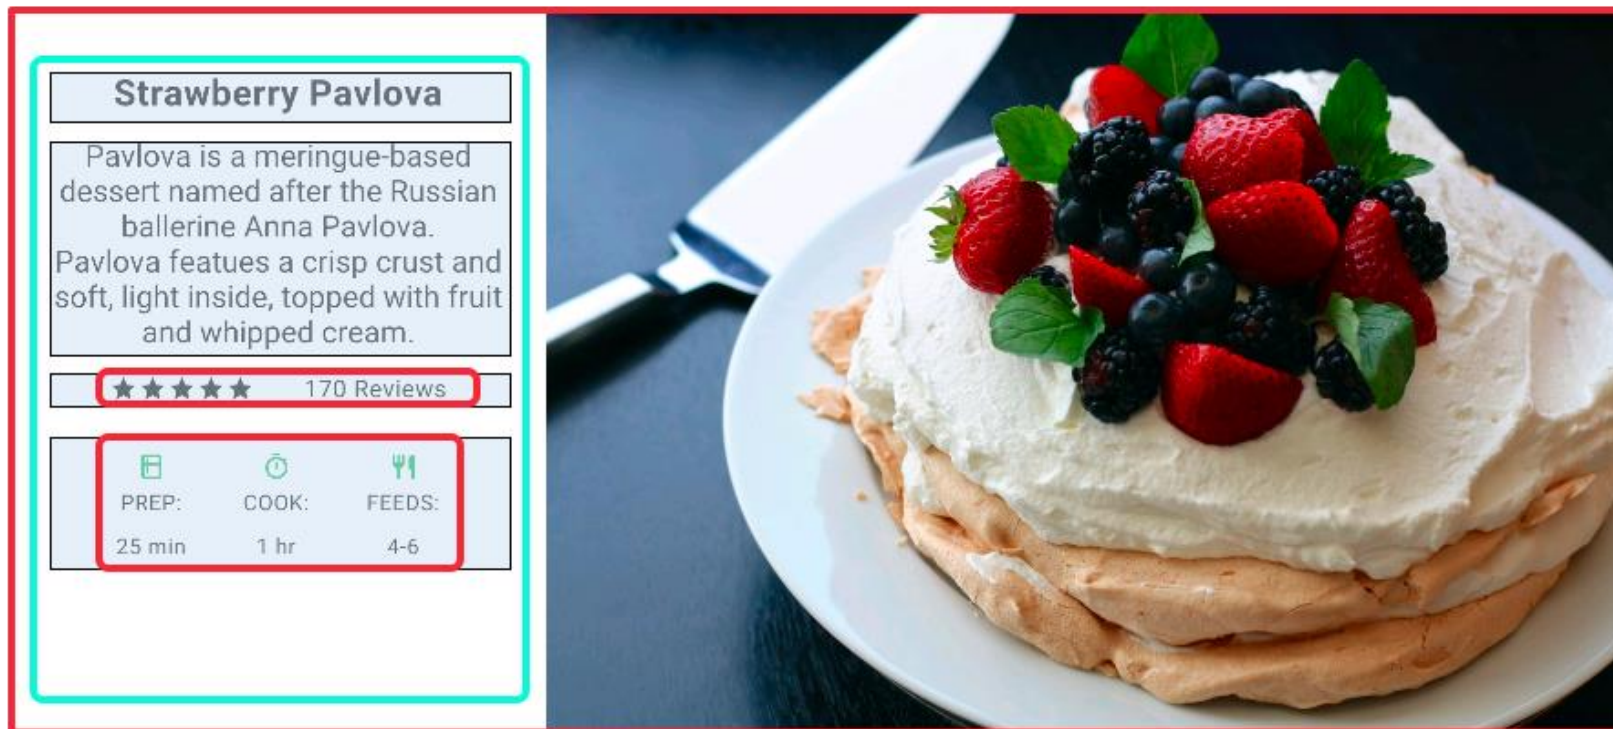 Strawberry Pavlova
Pavlova is a meringue-based
dessert named after the Russian
ballerine Anna Pavlova.
Pavlova featues a crisp crust and
soft, light inside, topped with fruit
and whipped cream.
170 Reviews
PREP: COOK: FEEDS:
25 min 1 hr 4-6